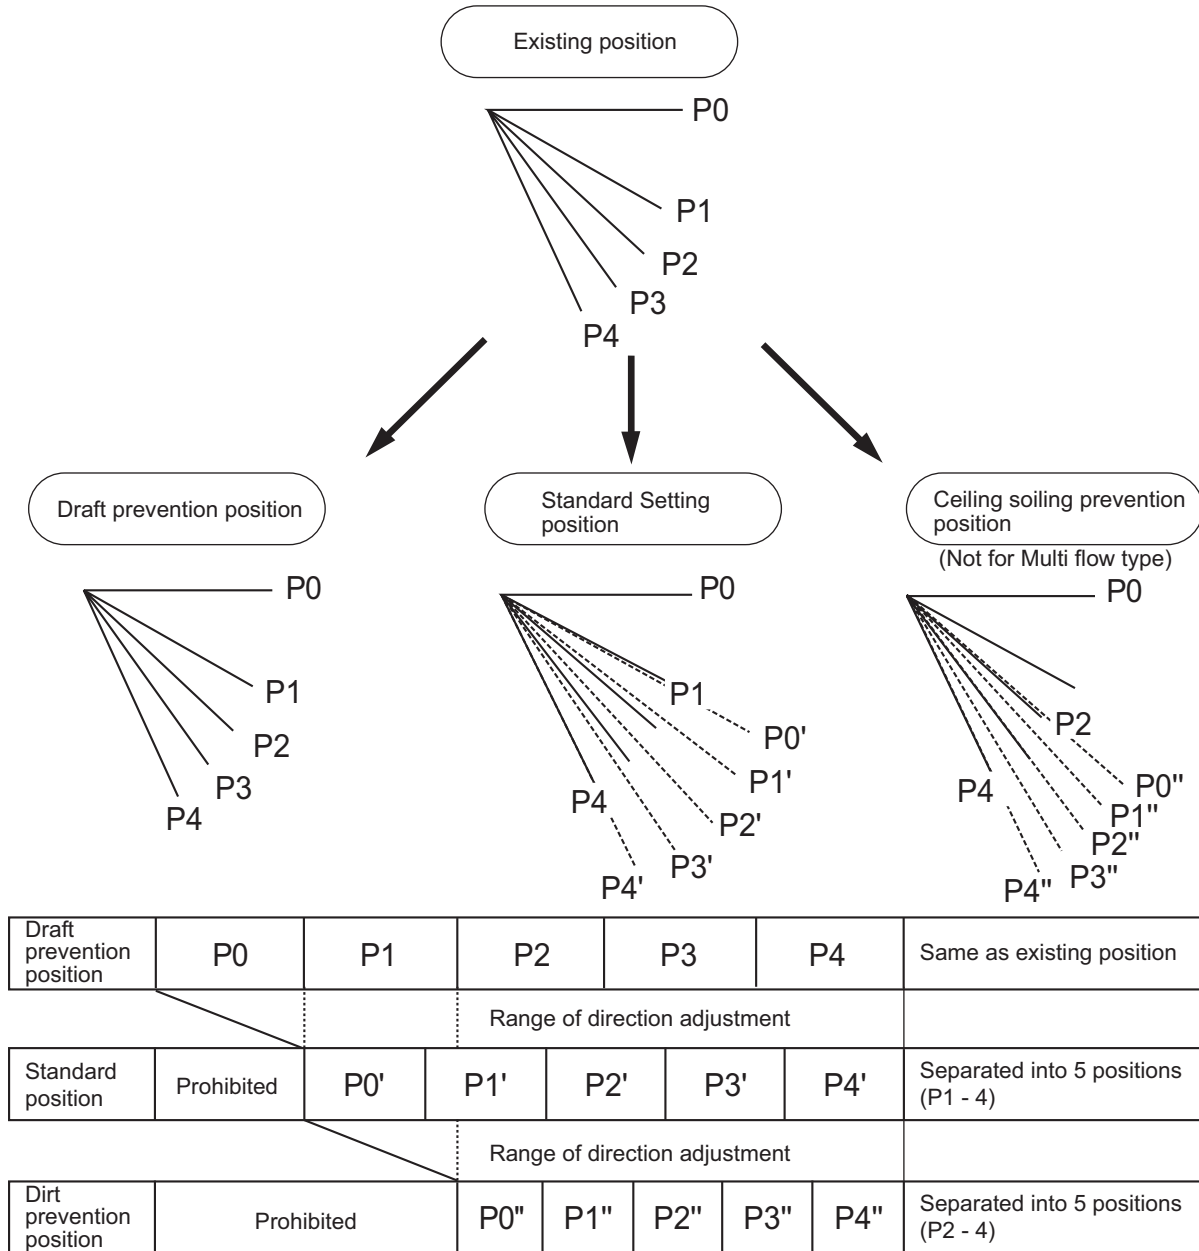 Existing position
P0
P1
P2
P3
P4
Draft prevention position
P0
P1
P2
P3
P4
Standard Setting
position
P0
P1
P0'
P1'
P4
P2'
P3'
P4'
Ceiling soiling prevention
position
(Not for Multi flow type)
P0
P2
P4
P0"
P1"
P2"
P3"
P4"
Draft
prevention
position
P0
P1
P2
P3
P4
Same as existing position
Range of direction adjustment
Standard
position
Prohibited
P0'
P1'
P2'
P3'
P4'
Separated into 5 positions
(P1 - 4)
Range of direction adjustment
Dirt
prevention
position
Prohibited
P0"
P1"
P2"
P3"
P4"
Separated into 5 positions
(P2 - 4)